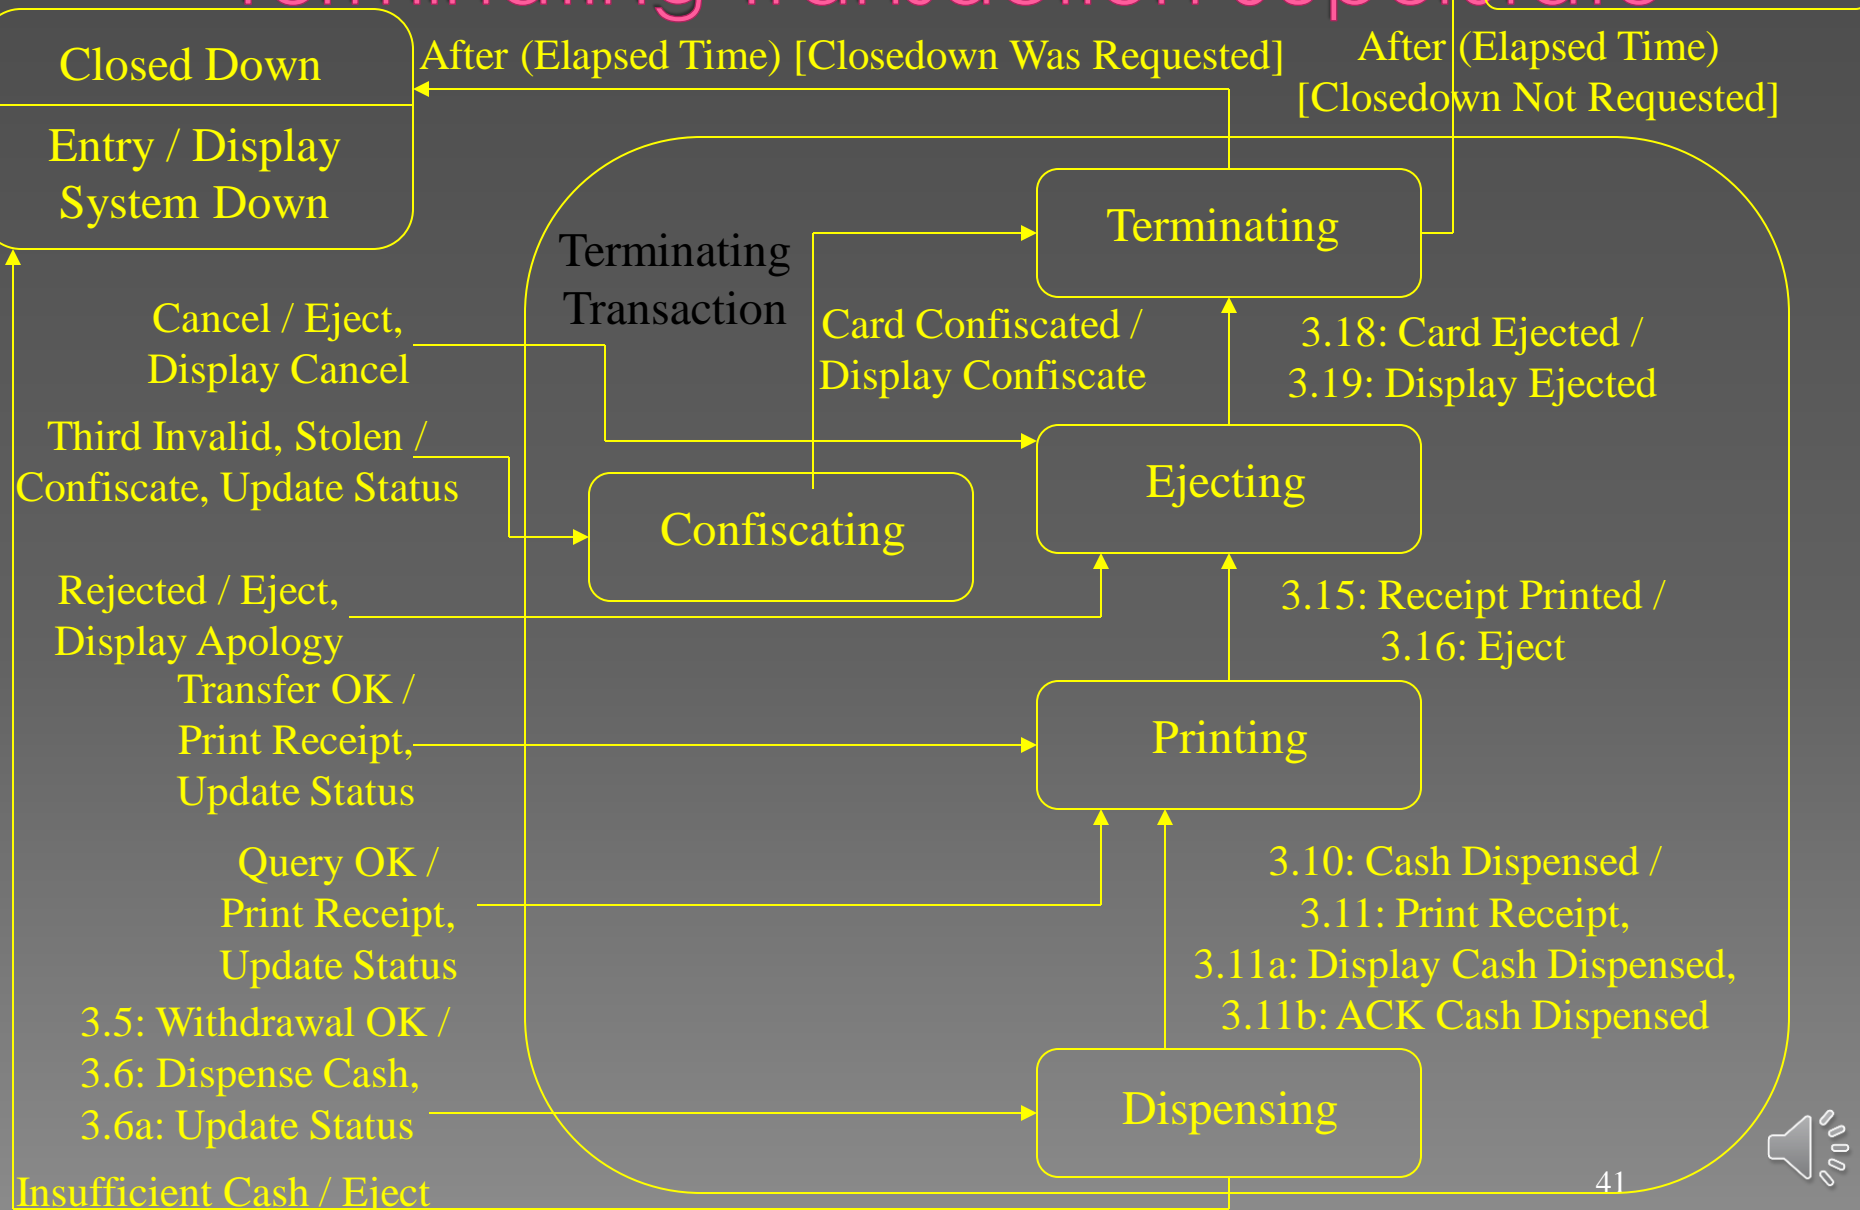 Terminating Transaction
Closed Down
Entry / Display
System Down
After (Elapsed Time) [Closedown Was Requested]
After (Elapsed Time)
[Closedown Not Requested]
Terminating
Transaction
Terminating
Cancel / Eject,
Display Cancel
Card Confiscated /
Display Confiscate
3.18: Card Ejected /
3.19: Display Ejected
Third Invalid, Stolen /
Confiscate, Update Status
Confiscating
Ejecting
Rejected / Eject,
Display Apology
3.15: Receipt Printed /
3.16: Eject
Transfer OK /
Print Receipt,
Update Status
Printing
Query OK /
Print Receipt,
Update Status
3.10: Cash Dispensed /
3.11: Print Receipt,
3.11a: Display Cash Dispensed,
3.11b: ACK Cash Dispensed
3.5: Withdrawal OK /
3.6: Dispense Cash,
3.6a: Update Status
Dispensing
Insufficient Cash / Eject
41